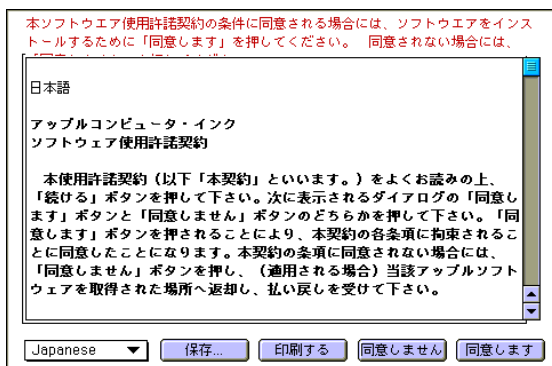 本ソフトウエア使用許諾契約の条件に同意される場合には、ソフトウエアをインス
トールするために「同意します」を押してください。 同意されない場合には、
日本語
アップルコンピュータ・インク
ソフトウェア使用許諾契約
本使用許諾契約（以下「本契約」といいます。）をよくお読みの上、
「続ける」ボタンを押して下さい。次に表示されるダイアログの「同意し
ます」ボタンと「同意しません」ボタンのどちらかを押して下さい。「同
意します」ボタンを押されることにより、本契約の各条項に拘束されるこ
とに同意したことになります。本契約の条項に同意されない場合には、
「同意しません」ボタンを押し、（適用される場合）当該アップルソフト
ウェアを取得された場所へ返却し、払い戻しを受けて下さい。
Japanese 保存... 印刷する 同意しません 同意します